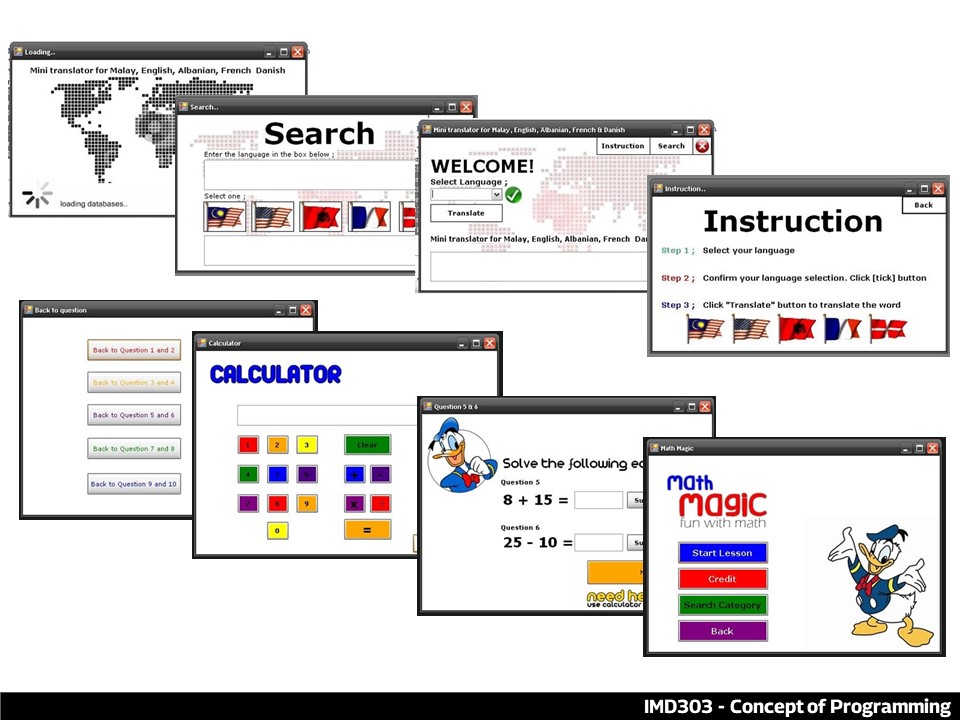 Loading..
Mini translator for Malay, English, Albanian, French Danish
loading databases..
Search..
Search
Enter the language in the box below ;
Select one ;
Mini translator for Malay, English, Albanian, French & Danish
Instruction Search
WELCOME!
Select Language ;
Translate
Mini translator for Malay, English, Albanian, French Dan
Instruction..
Back
Instruction
Step 1 ; Select your language
Step 2 ; Confirm your language selection. Click [tick] button
Step 3 ; Click "Translate" button to translate the word
Back to question
Back to Question 1 and 2
Back to Question 3 and 4
Back to Question 5 and 6
Back to Question 7 and 8
Back to Question 9 and 10
Calculator
CALCULATOR
1 2 3 Clear
4 5 6 + -
7 8 9 x ÷
0 =
Question 5 & 6
Solve the following eq
Question 5
8 + 15 = Su
Question 6
25 - 10 = Su
need he
use calculator
Math Magic
math
magic
fun with math
Start Lesson
Credit
Search Category
Back
IMD303 - Concept of Programming